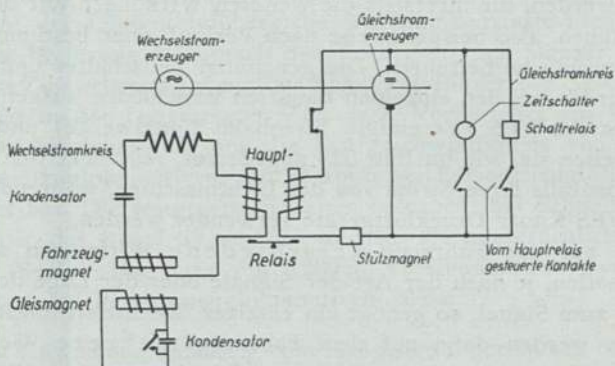 Wechselstrom-
erzeuger
Gleichstrom-
erzeuger
Gleichstromkreis
Zeitschalter
Schaltrelais
Wechselstromkreis
Haupt-
Kondensator
Fahrzeug-
magnet
Relais
Stützmagnet
Vom Hauptrelais
gesteuerte Kontakte
Gleismagnet
Kondensator